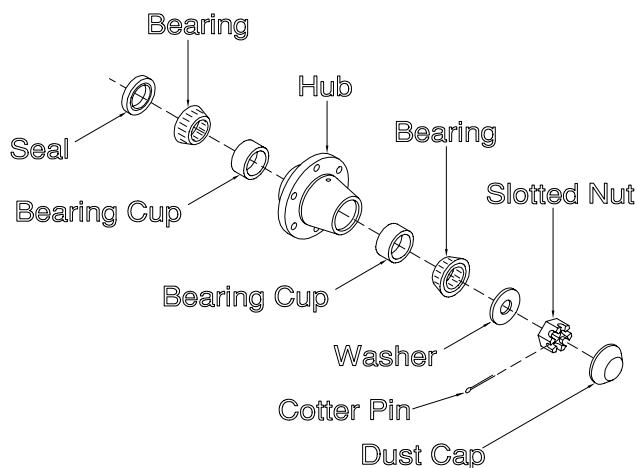 Bearing
Hub
Bearing
Seal
Slotted Nut
Bearing Cup
Bearing Cup
Washer
Cotter Pin
Dust Cap